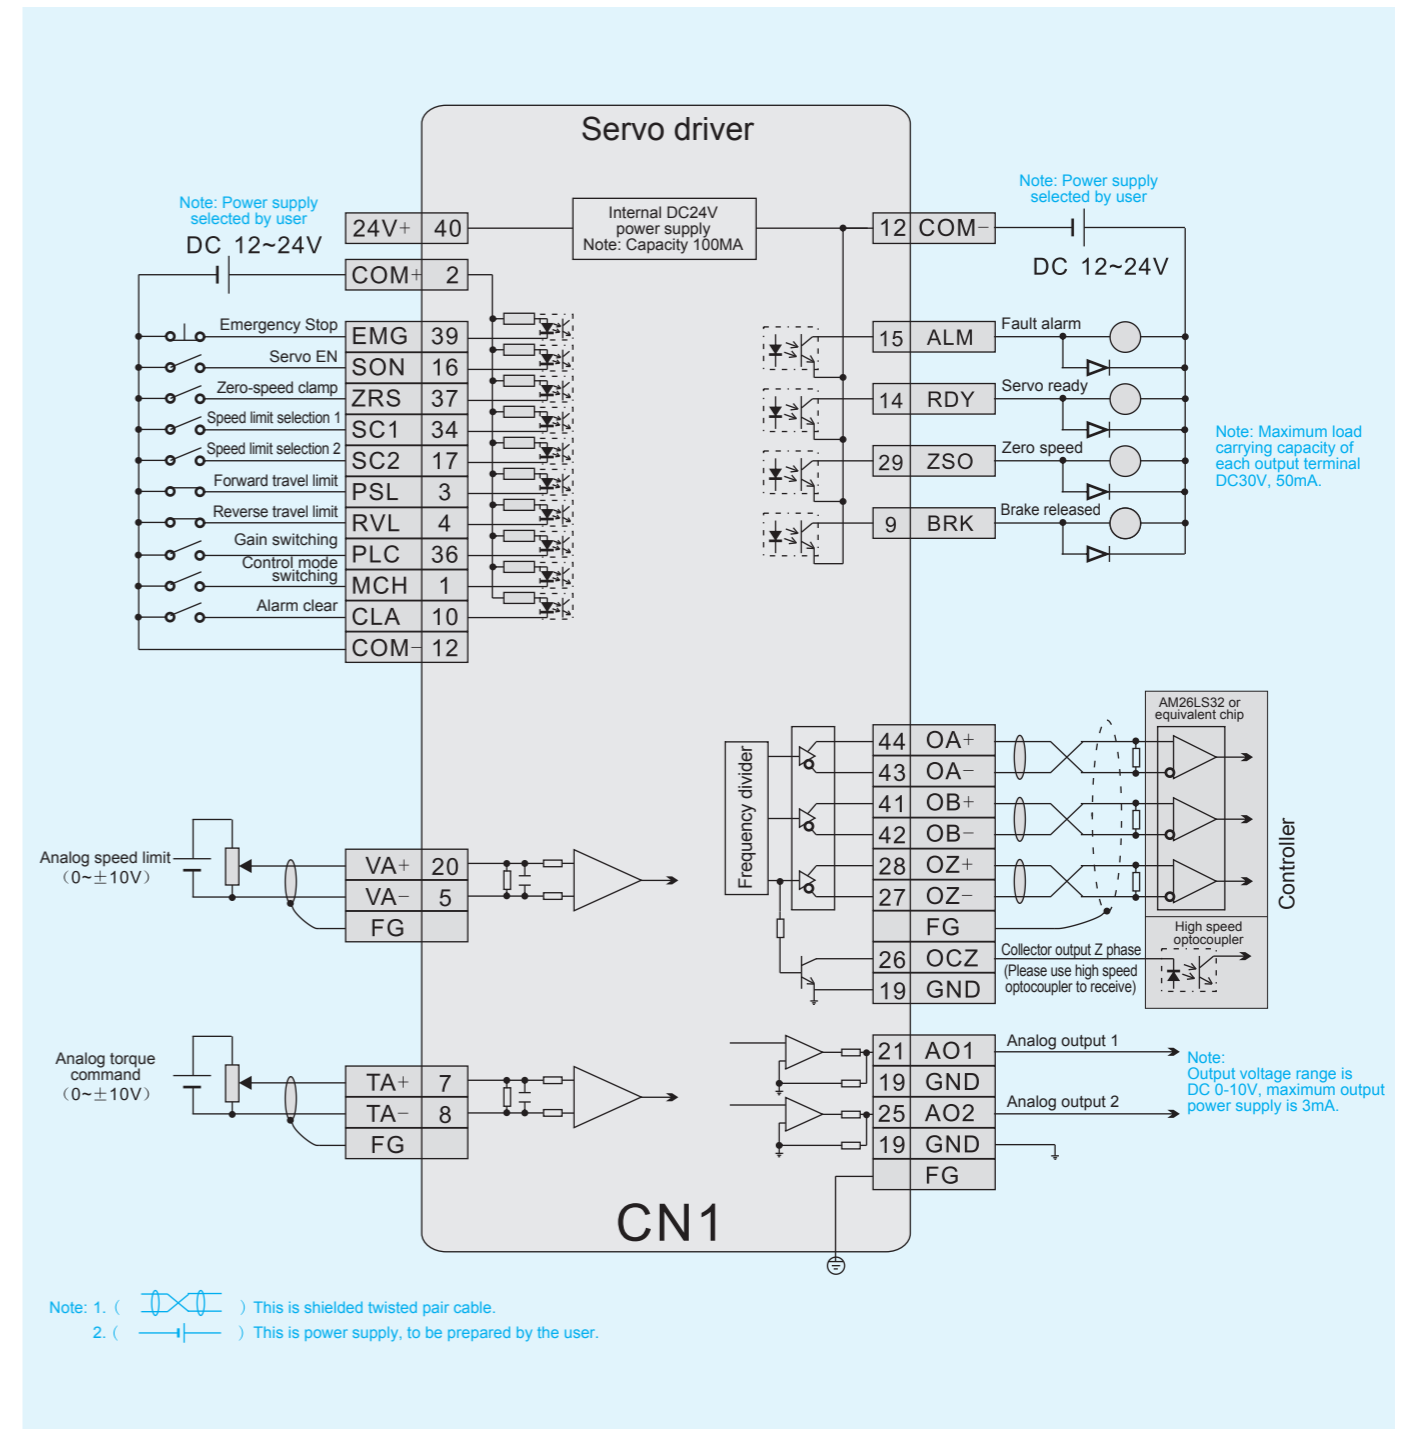 Servo driver
Note: Power supply
selected by user
DC 12~24V
24V+ 40
COM+ 2
Internal DC24V
power supply
Note: Capacity 100MA
12 COM-
Note: Power supply
selected by user
DC 12~24V
Emergency Stop EMG 39
Servo EN SON 16
Zero-speed clamp ZRS 37
Speed limit selection 1 SC1 34
Speed limit selection 2 SC2 17
Forward travel limit PSL 3
Reverse travel limit RVL 4
Gain switching PLC 36
Control mode
switching MCH 1
Alarm clear CLA 10
COM- 12
15 ALM Fault alarm
14 RDY Servo ready
29 ZSO Zero speed
9 BRK Brake released
Note: Maximum load
carrying capacity of
each output terminal
DC30V, 50mA.
Analog speed limit
(0~±10V)
VA+ 20
VA- 5
FG
Analog torque
command
(0~±10V)
TA+ 7
TA- 8
FG
Frequency divider
44 OA+
43 OA-
41 OB+
42 OB-
28 OZ+
27 OZ-
FG
26 OCZ
19 GND
Collector output Z phase
(Please use high speed
optocoupler to receive)
AM26LS32 or
equivalent chip
High speed
optocoupler
Controller
21 AO1 Analog output 1
19 GND
25 AO2 Analog output 2
19 GND
FG
Note:
Output voltage range is
DC 0-10V, maximum output
power supply is 3mA.
CN1
Note: 1. ( ) This is shielded twisted pair cable.
2. ( ) This is power supply, to be prepared by the user.